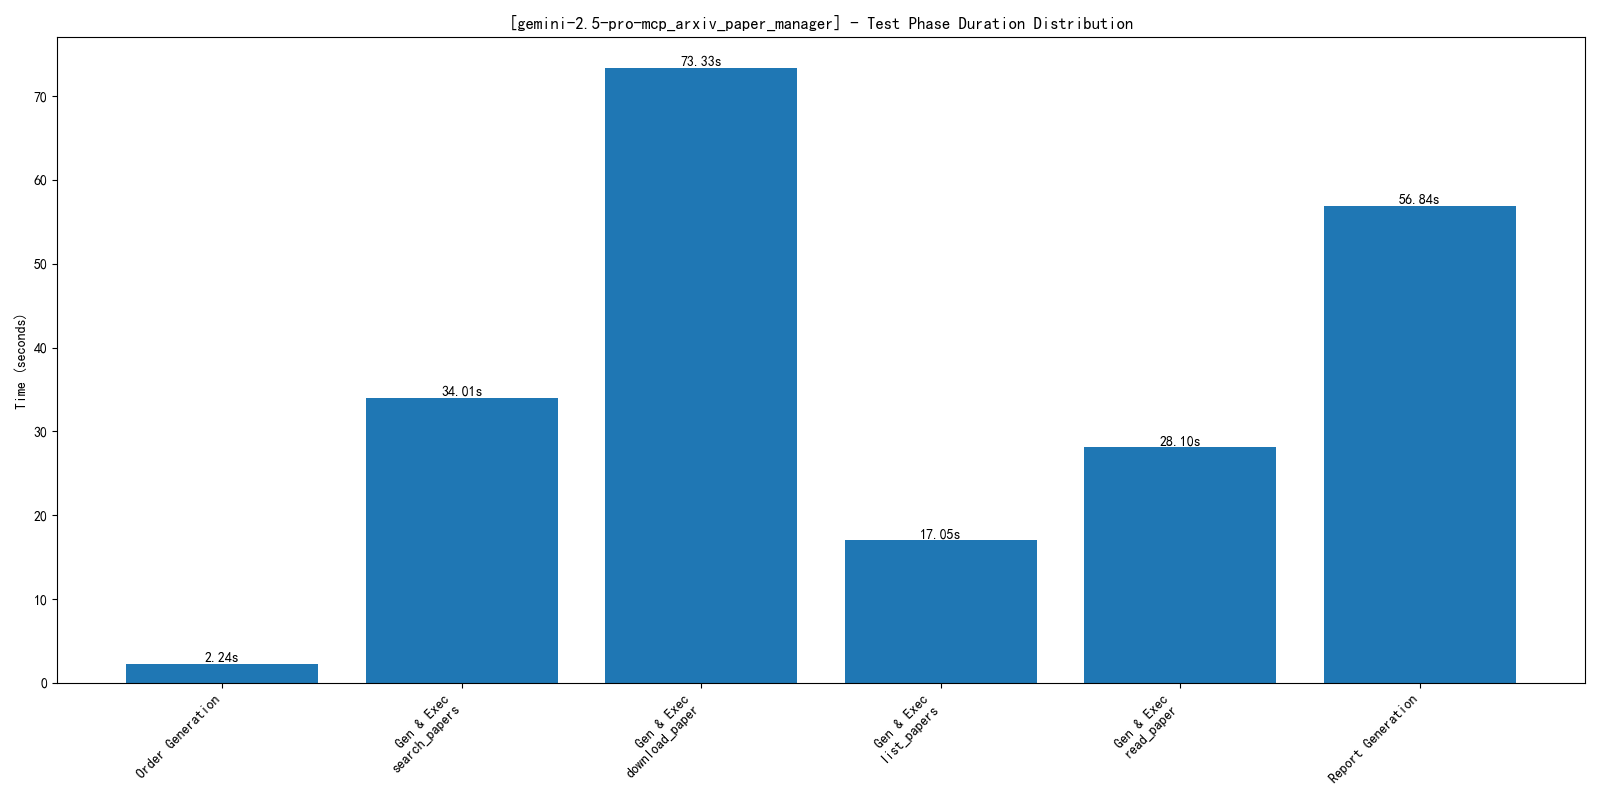 [gemini-2.5-pro-mcp_arxiv_paper_manager] - Test Phase Duration Distribution
Time (seconds)
70
60
50
40
30
20
10
0
2.24s
34.01s
73.33s
17.05s
28.10s
56.84s
Order Generation
Gen & Exec
search_papers
Gen & Exec
download_paper
Gen & Exec
list_papers
Gen & Exec
read_paper
Report Generation